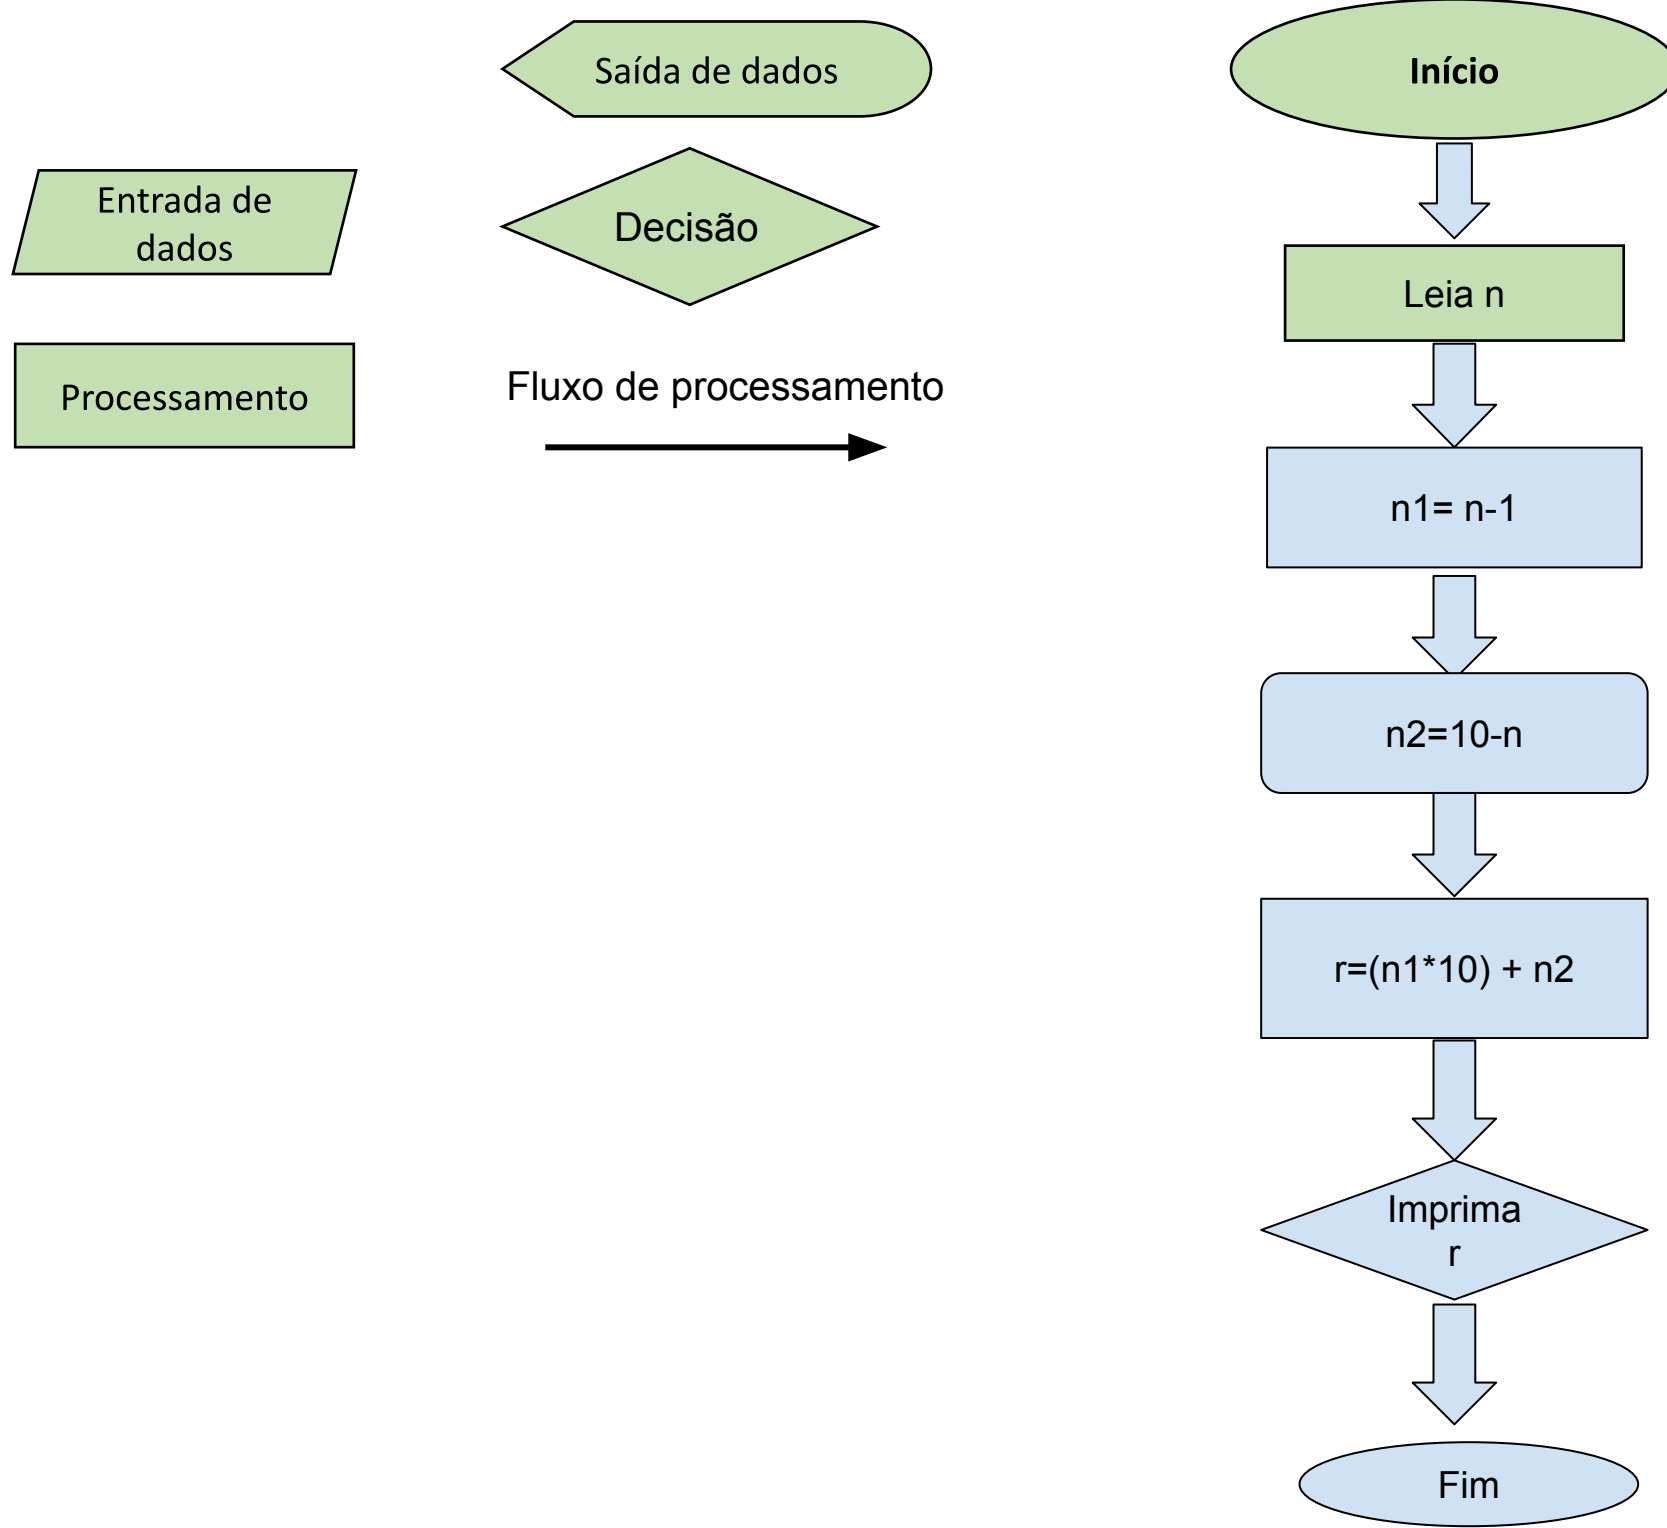 Saída de dados
Entrada de
dados
Decisão
Processamento
Fluxo de processamento
Início
Leia n
n1= n-1
n2=10-n
r=(n1*10) + n2
Imprima
r
Fim